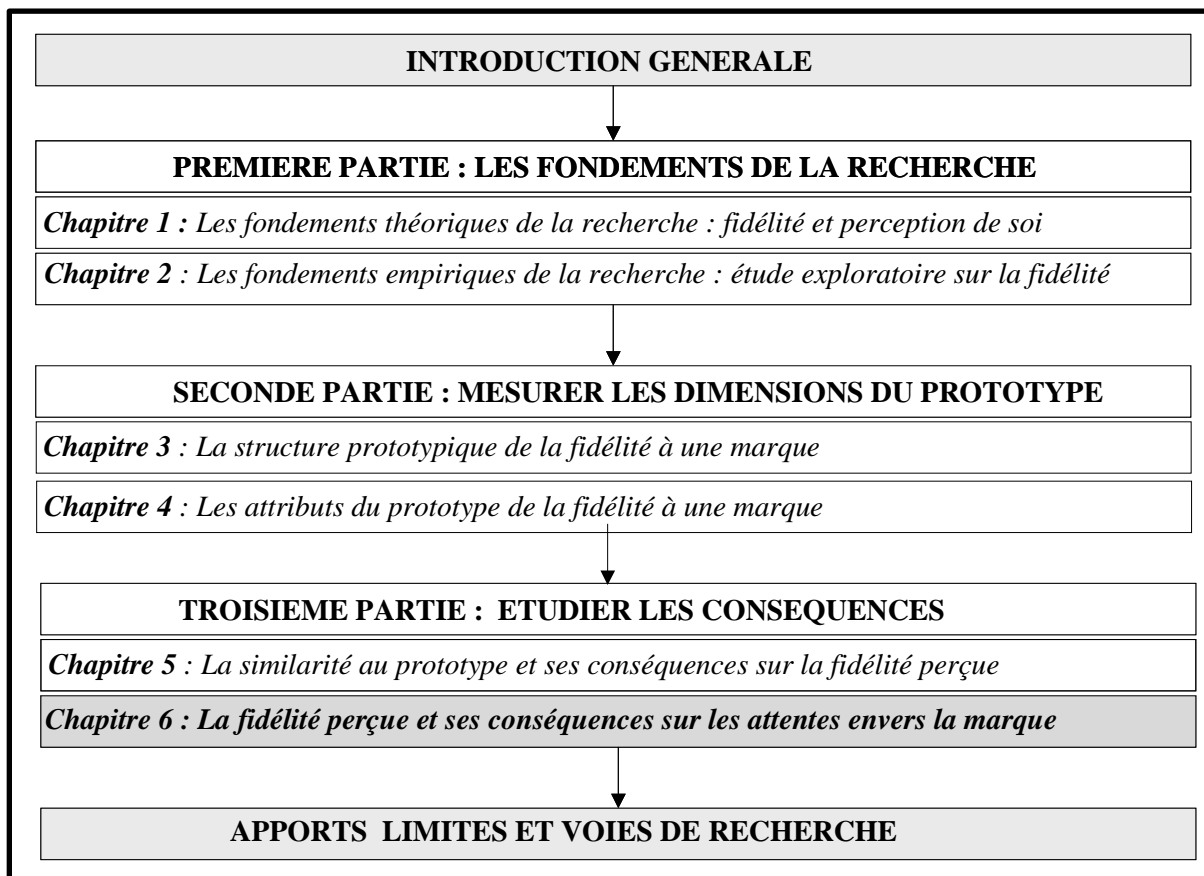 INTRODUCTION GENERALE
PREMIERE PARTIE : LES FONDEMENTS DE LA RECHERCHE
Chapitre 1 : Les fondements théoriques de la recherche : fidélité et perception de soi
Chapitre 2 : Les fondements empiriques de la recherche : étude exploratoire sur la fidélité
SECONDE PARTIE : MESURER LES DIMENSIONS DU PROTOTYPE
Chapitre 3 : La structure prototypique de la fidélité à une marque
Chapitre 4 : Les attributs du prototype de la fidélité à une marque
TROISIEME PARTIE : ETUDIER LES CONSEQUENCES
Chapitre 5 : La similarité au prototype et ses conséquences sur la fidélité perçue
Chapitre 6 : La fidélité perçue et ses conséquences sur les attentes envers la marque
APPORTS LIMITES ET VOIES DE RECHERCHE